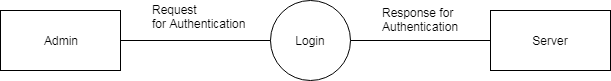 Request
for Authentication
Response for
Authentication
Admin
Login
Server